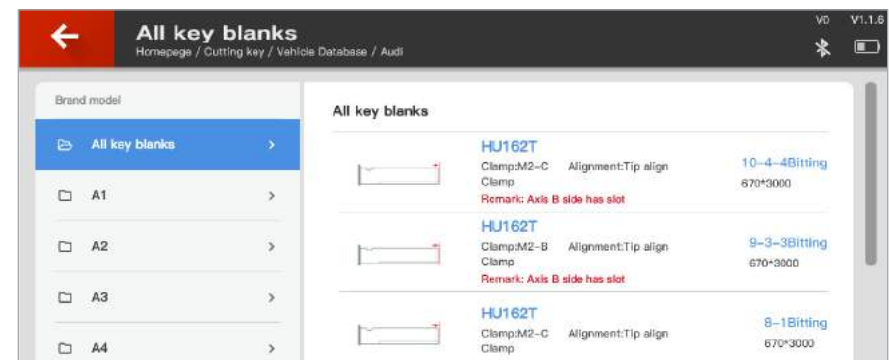 All key blanks
V0 V1.1.6
Homepege / Cutting key / Vehicle Database / Audi
Brand model
All key blanks
A1
A2
A3
A4
All key blanks
HU162T
Clamp:M2-C Alignment:Tip align
Clamp
Remark: Axis B side has slot
10-4-4Bitting
670*3000
HU162T
Clamp:M2-B Alignment:Tip align
Clamp
Remark: Axis B side has slot
9-3-3Bitting
670*3000
HU162T
Clamp:M2-C Alignment:Tip align
Clamp
8-1Bitting
670*3000